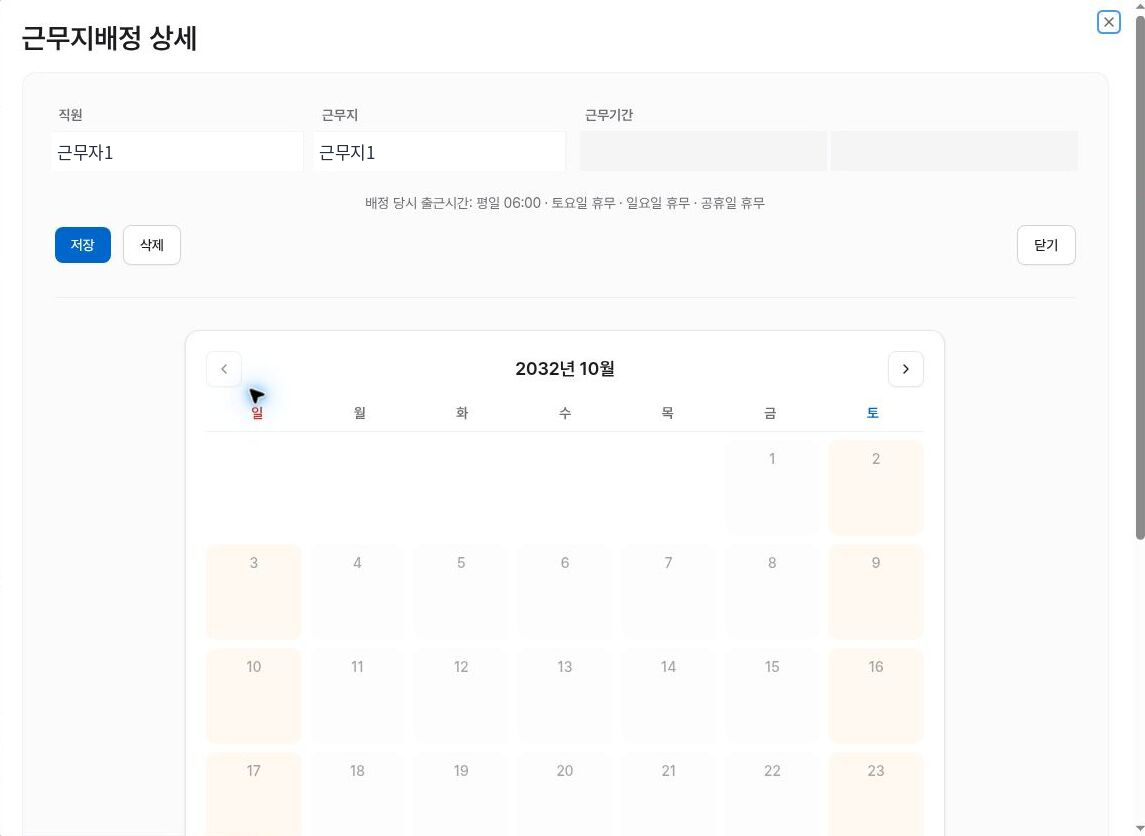 근무지배정 상세
직원 근무지 근무기간
근무자1 근무지1
배정 당시 출근시간: 평일 06:00 · 토요일 휴무 · 일요일 휴무 · 공휴일 휴무
저장 삭제 닫기
2032년 10월
일 월 화 수 목 금 토
1 2
3 4 5 6 7 8 9
10 11 12 13 14 15 16
17 18 19 20 21 22 23